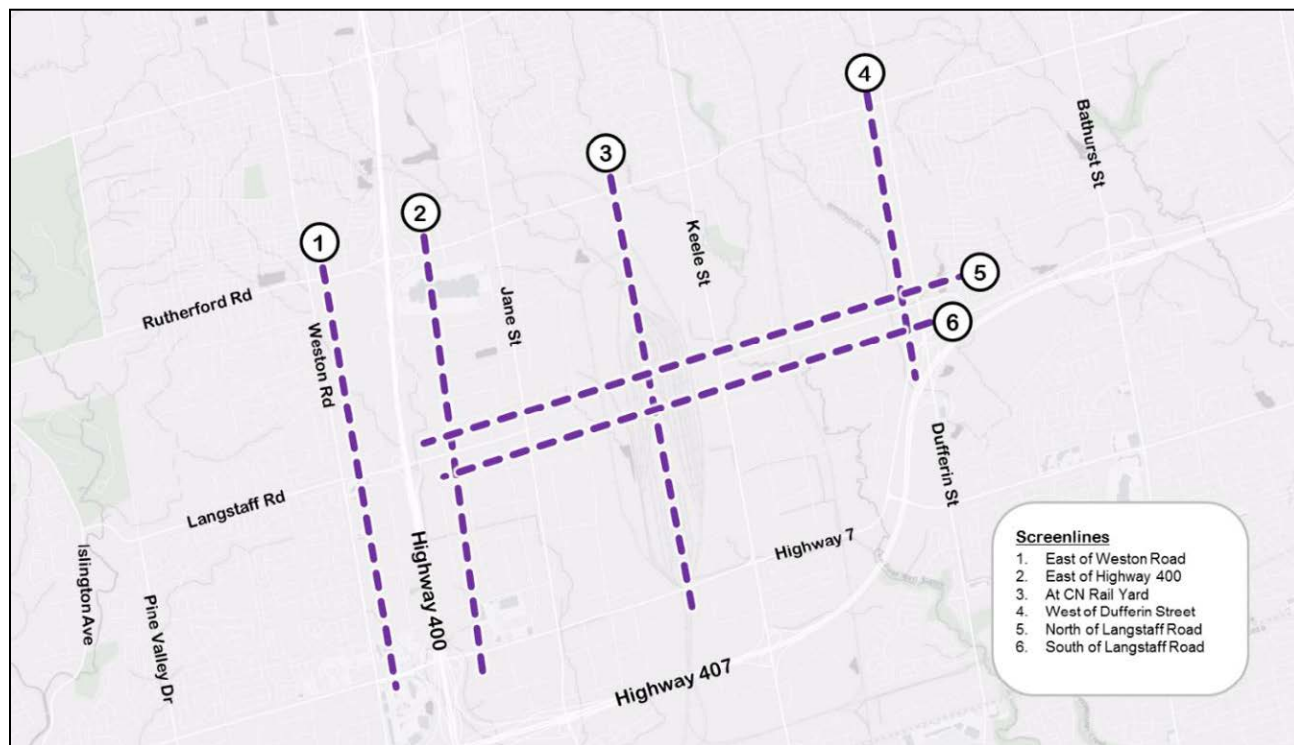 4
Bathurst St
3
Keele St
2
1
5
Jane St
Rutherford Rd
Weston Rd
6
Dufferin St
Langstaff Rd
Highway 400
Highway 7
Islington Ave
Pine Valley Dr
Highway 407
Screenlines
1. East of Weston Road
2. East of Highway 400
3. At CN Rail Yard
4. West of Dufferin Street
5. North of Langstaff Road
6. South of Langstaff Road